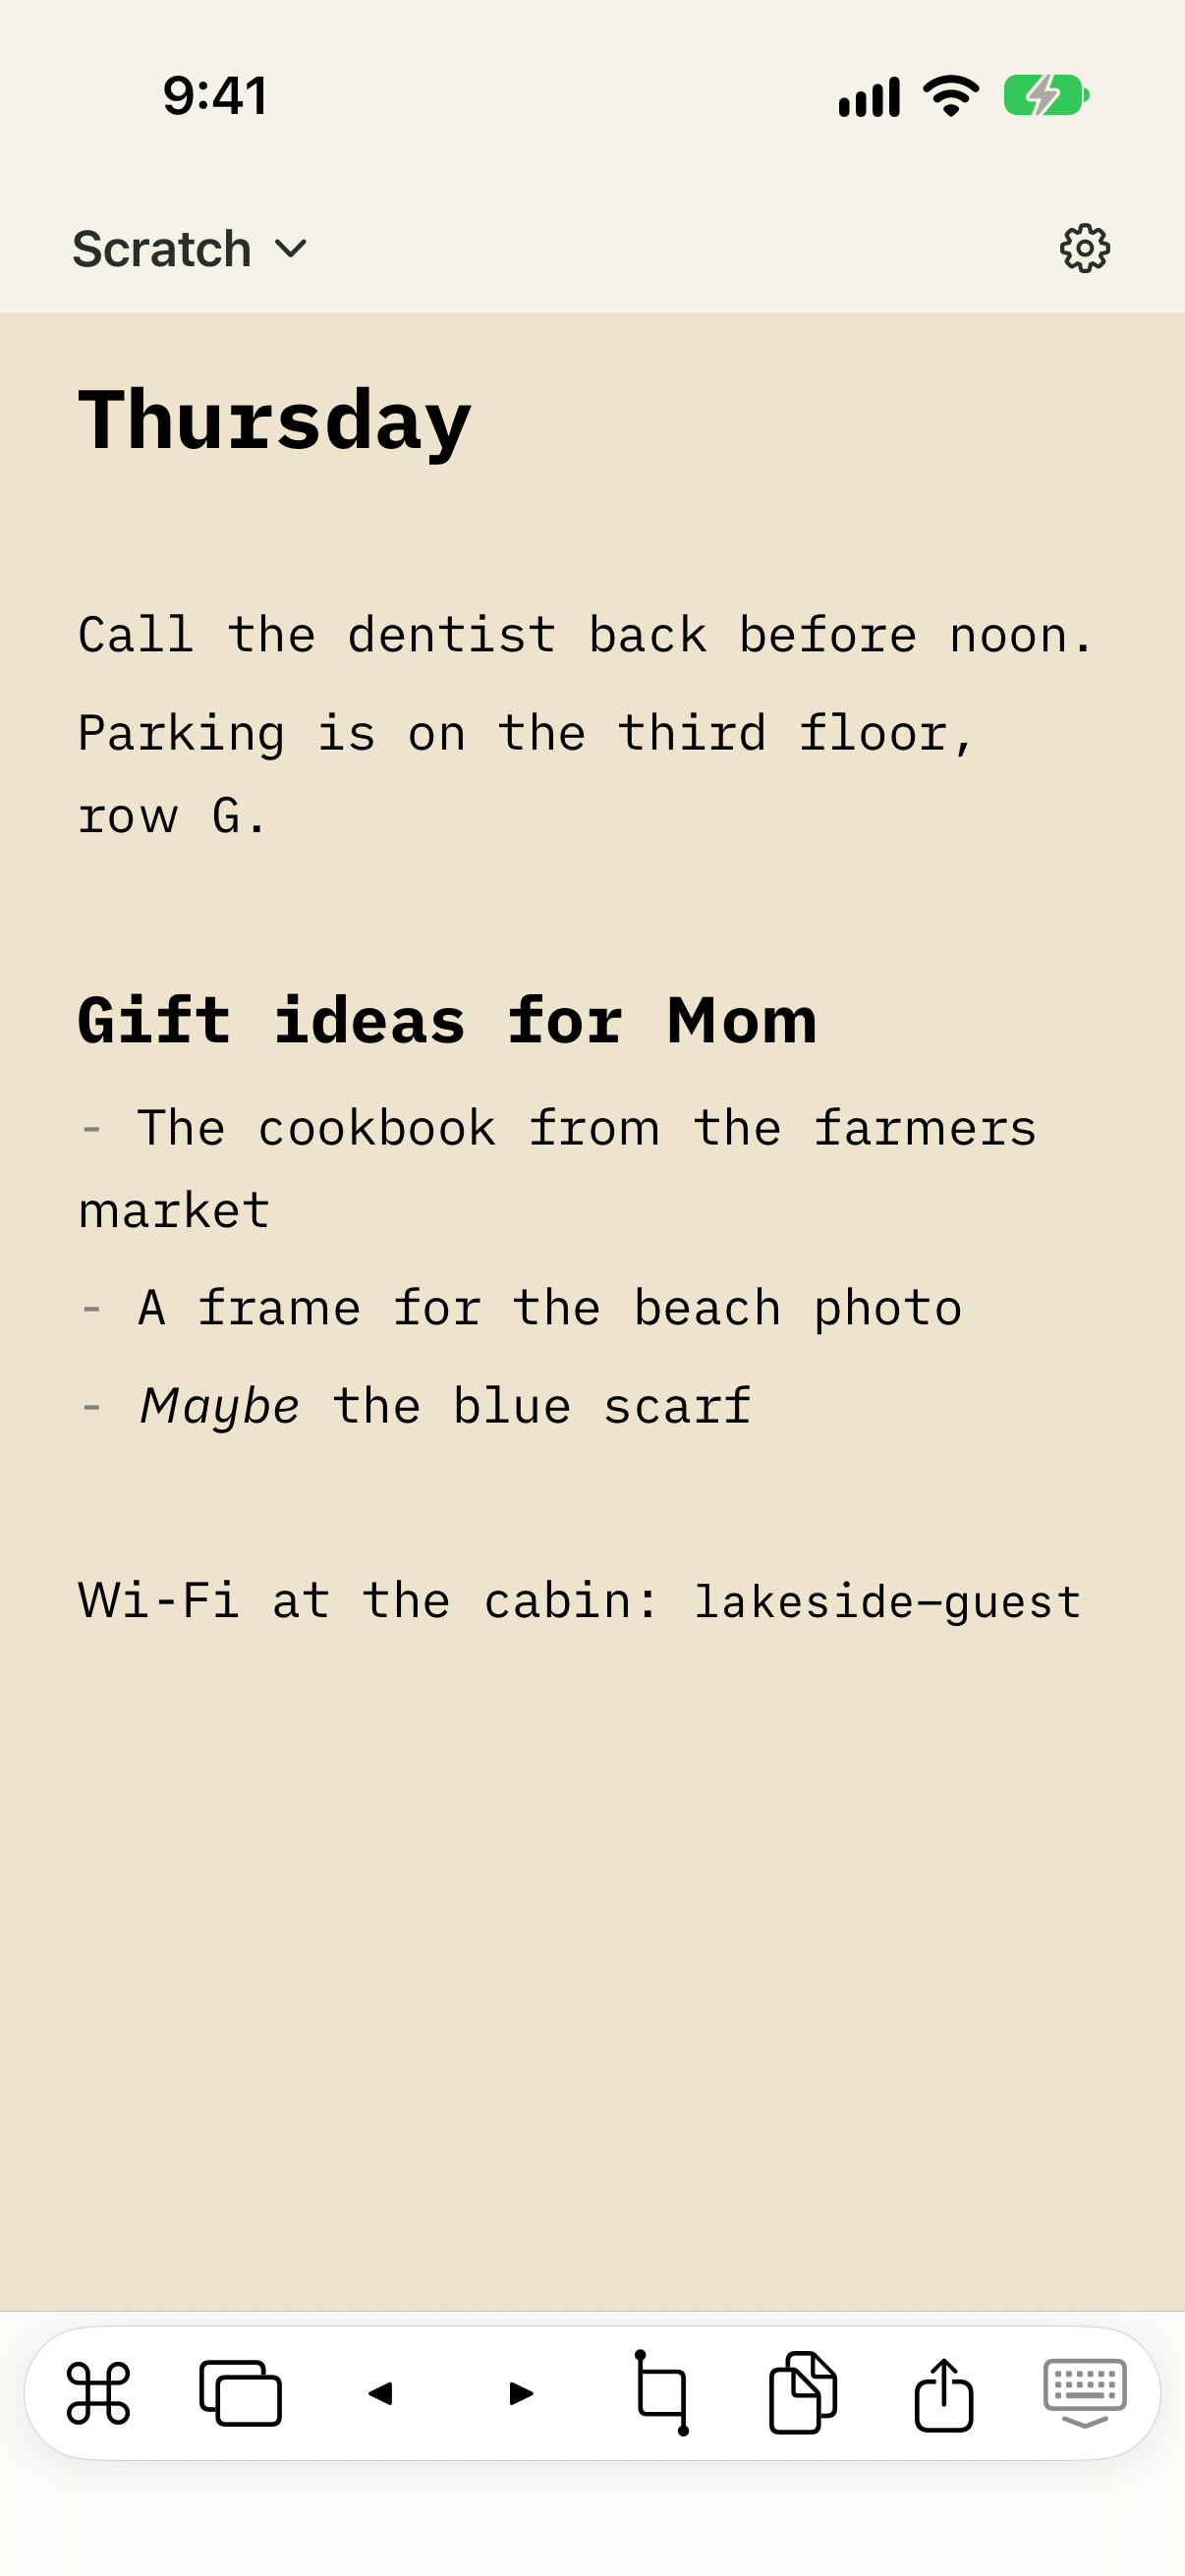 9:41
Scratch
Thursday
Call the dentist back before noon.
Parking is on the third floor,
row G.
Gift ideas for Mom
- The cookbook from the farmers
market
- A frame for the beach photo
- Maybe the blue scarf
Wi-Fi at the cabin: lakeside-guest